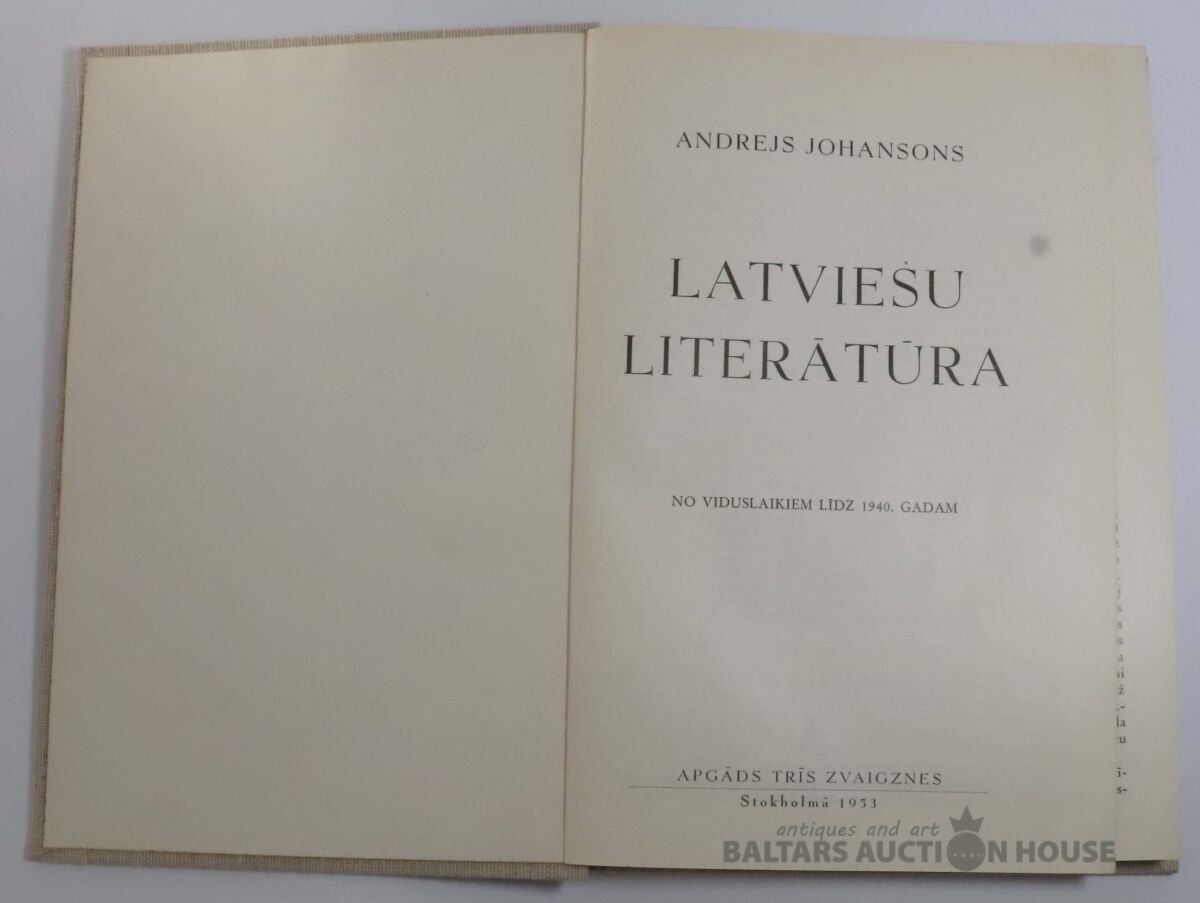 ANDREJS JOHANSONS
LATVIEŠU
LITERĀTŪRA
NO VIDUSLAIKIEM LĪDZ 1940. GADAM
APGĀDS TRĪS ZVAIGZNES
Stokholmā 1953
antiques and art
BALTARS AUCTION HOUSE